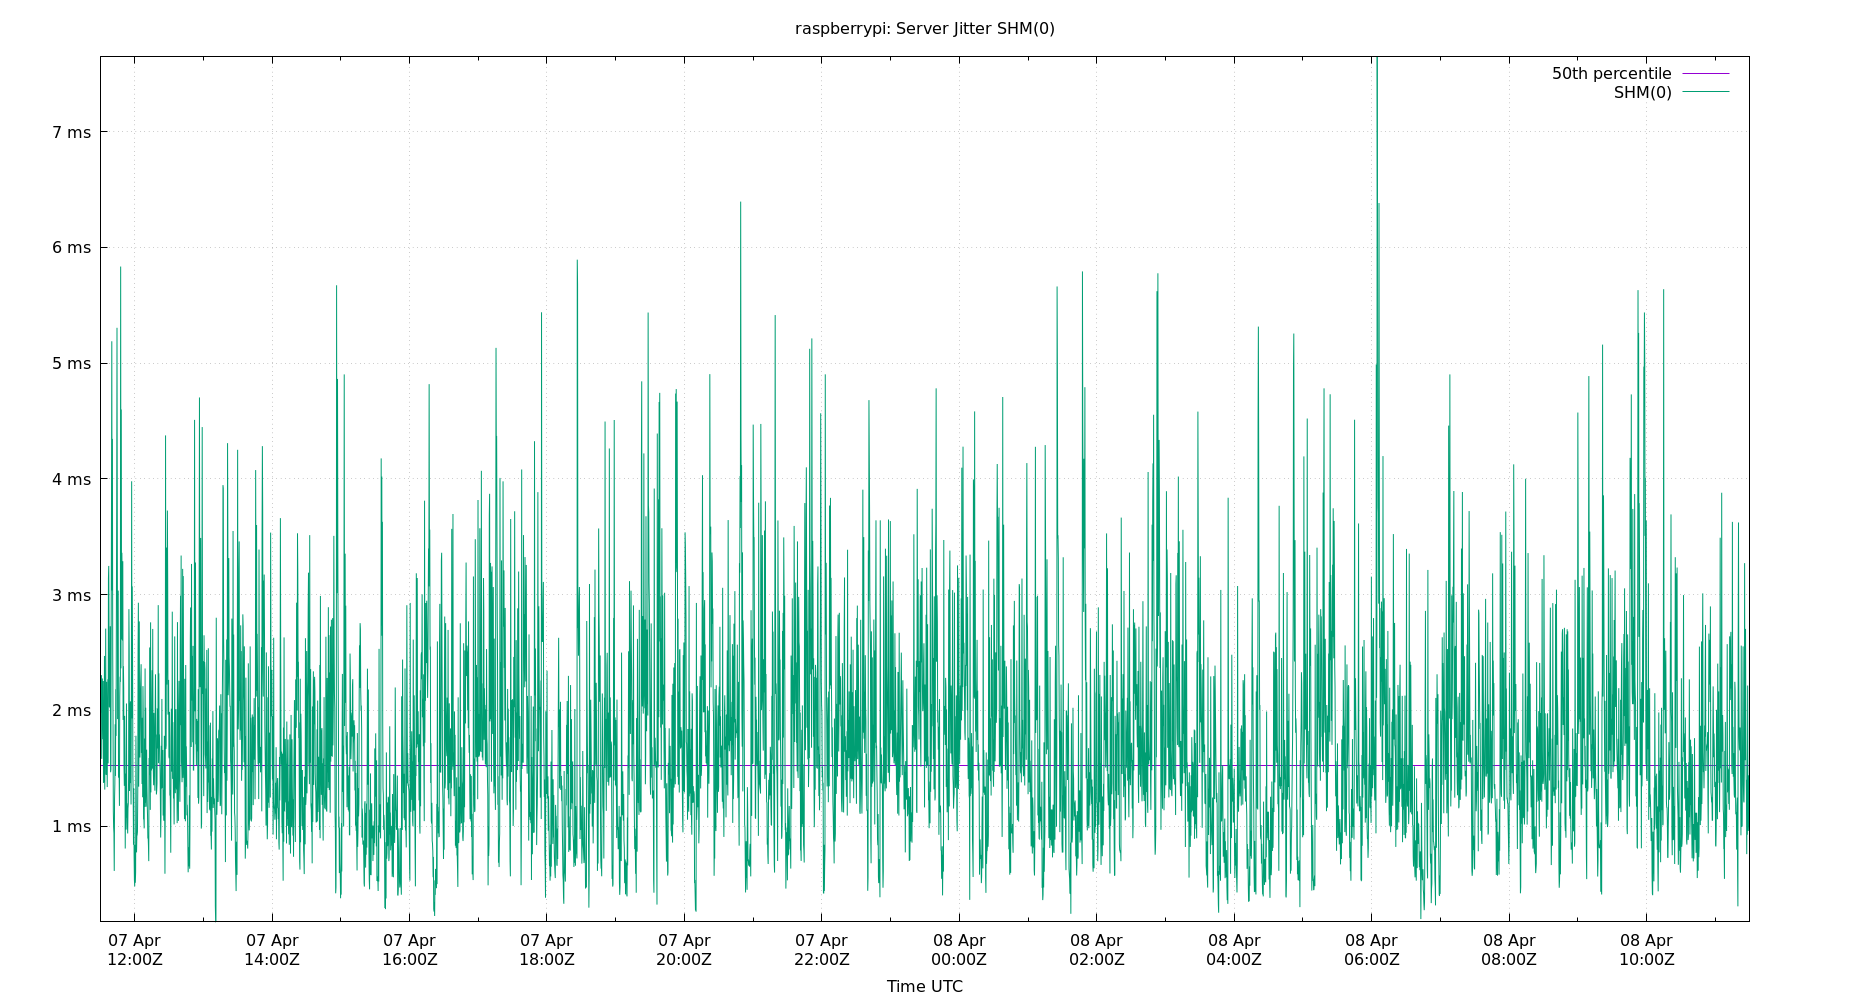 raspberrypi: Server Jitter SHM(0)
50th percentile
SHM(0)
7 ms
6 ms
5 ms
4 ms
3 ms
2 ms
1 ms
07 Apr 07 Apr 07 Apr 07 Apr 07 Apr 07 Apr 08 Apr 08 Apr 08 Apr 08 Apr 08 Apr 08 Apr
12:00Z 14:00Z 16:00Z 18:00Z 20:00Z 22:00Z 00:00Z 02:00Z 04:00Z 06:00Z 08:00Z 10:00Z
Time UTC